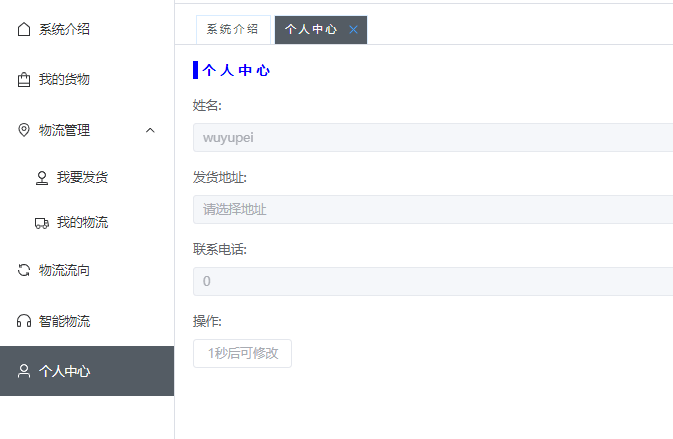 系统介绍
我的货物
物流管理
我要发货
我的物流
物流流向
智能物流
个人中心
系统介绍
个人中心
个人中心
姓名:
wuyupei
发货地址:
请选择地址
联系电话:
0
操作:
1秒后可修改